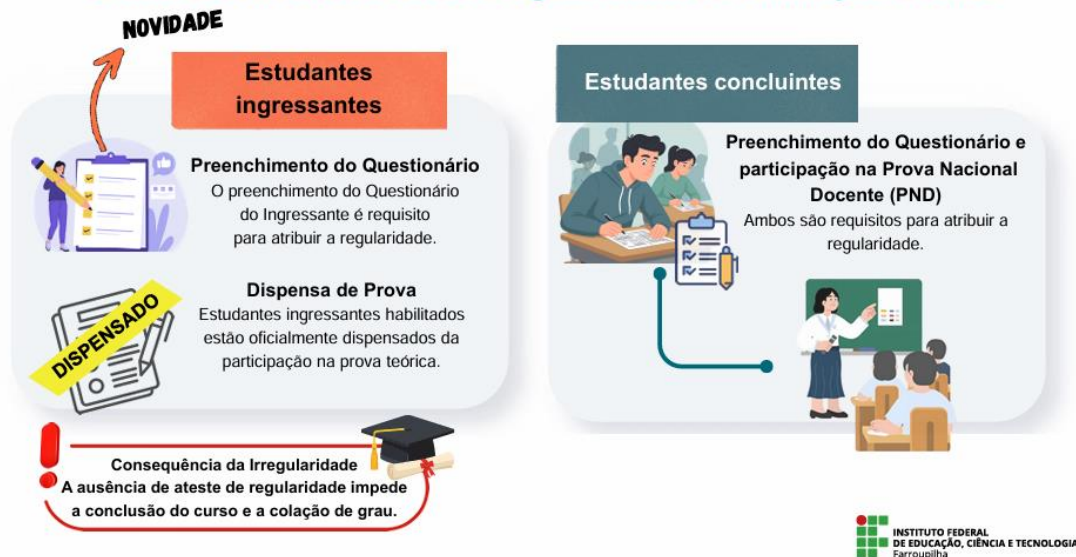 NOVIDADE
Estudantes
ingressantes
Preenchimento do Questionário
O preenchimento do Questionário
do Ingressante é requisito
para atribuir a regularidade.
DISPENSADO
Dispensa de Prova
Estudantes ingressantes habilitados
estão oficialmente dispensados da
participação na prova teórica.
Consequência da Irregularidade
A ausência de ateste de regularidade impede
a conclusão do curso e a colação de grau.
Estudantes concluintes
Preenchimento do Questionário e
participação na Prova Nacional
Docente (PND)
Ambos são requisitos para atribuir a
regularidade.
INSTITUTO FEDERAL
DE EDUCAÇÃO, CIÊNCIA E TECNOLOGIA
Farroupilha